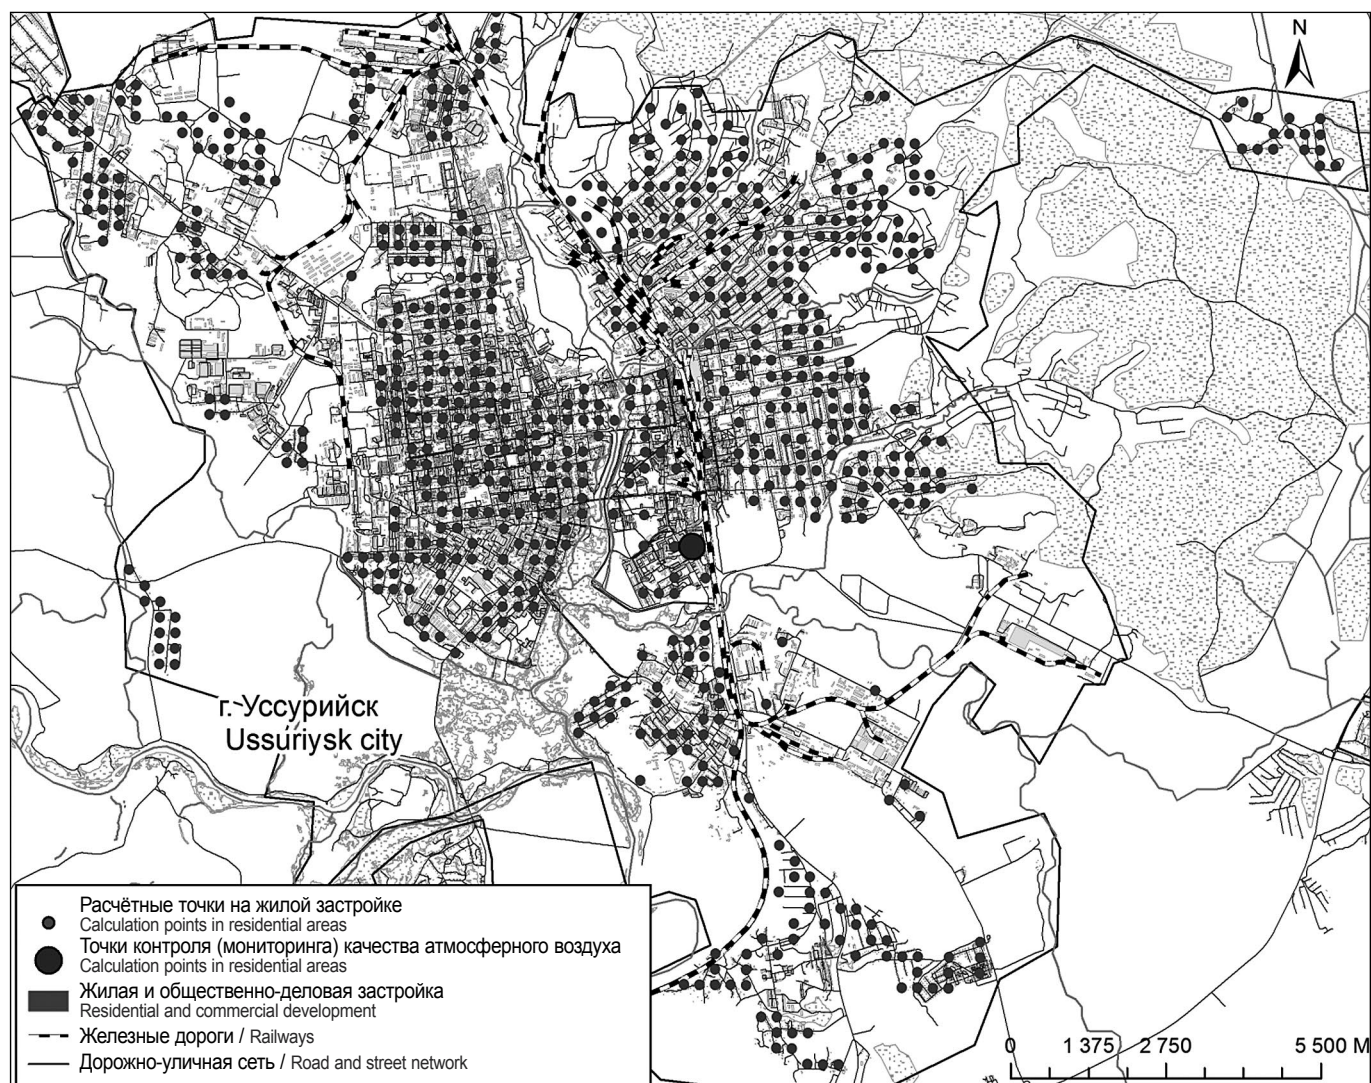 N
г. Уссурийск
Ussuriysk city
Расчётные точки на жилой застройке
Calculation points in residential areas
Точки контроля (мониторинга) качества атмосферного воздуха
Calculation points in residential areas
Жилая и общественно-деловая застройка
Residential and commercial development
Железные дороги / Railways
Дорожно-уличная сеть / Road and street network
0 1 375 2 750 5 500 М